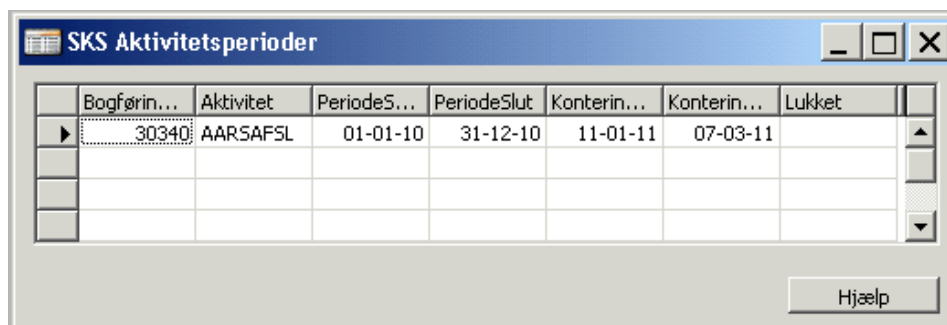 SKS Aktivitetsperioder
Bogførin... Aktivitet PeriodeS... PeriodeSlut Konterin... Konterin... Lukket
30340 AARSAFSL 01-01-10 31-12-10 11-01-11 07-03-11
Hjælp